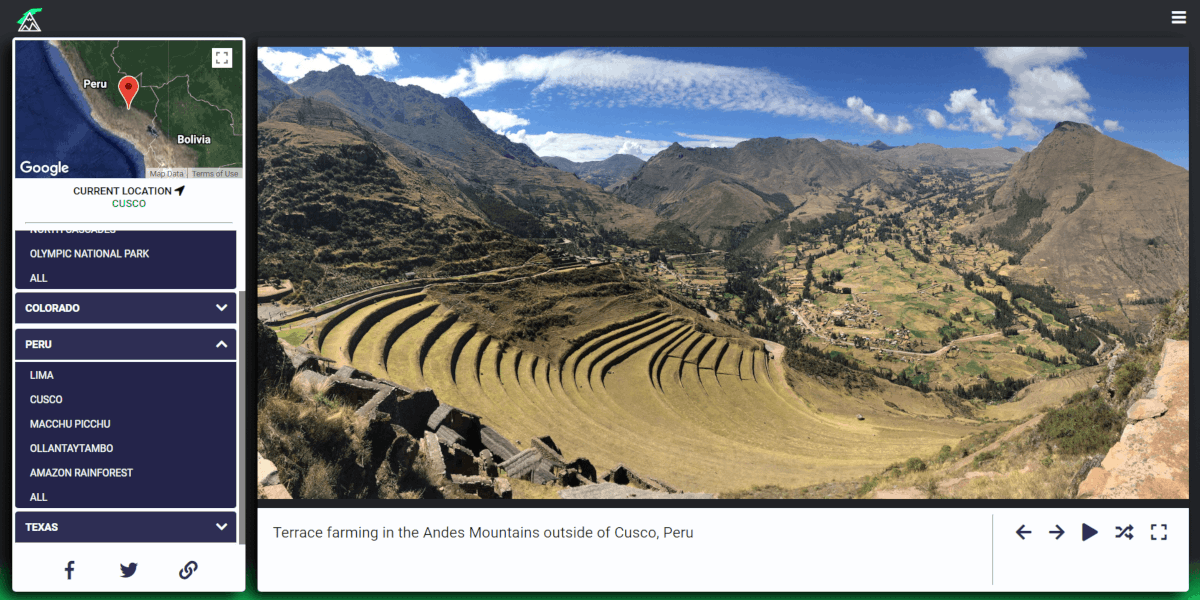 Peru
Bolivia
Google
Map Data
Terms of Use
CURRENT LOCATION
CUSCO
NORTH CASCADES
OLYMPIC NATIONAL PARK
ALL
COLORADO
PERU
LIMA
CUSCO
MACCHU PICCHU
OLLANTAYTAMBO
AMAZON RAINFOREST
ALL
TEXAS
Terrace farming in the Andes Mountains outside of Cusco, Peru